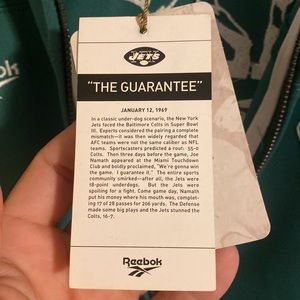 JETS
"THE GUARANTEE"
JANUARY 12, 1969
In a classic under-dog scenario, the New York
Jets faced the Baltimore Colts in Super Bowl
III. Experts considered the pairing a complete
mismatch—it was then widely regarded that
AFC teams were not the same caliber as NFL
teams. Sportscasters predicted a rout: 55-0
Colts. Then three days before the game, Joe
Namath appeared at the Miami Touchdown
Club and boldly proclaimed, "We're gonna win
the game. I guarantee it." The entire sports
community smirked—after all, the Jets were
18-point underdogs. But the Jets were
spoiling for a fight. Come game day, Namath
put his money where his mouth was, complet-
ing 17 of 28 passes for 206 yards. The Defense
made some big plays and the Jets stunned the
Colts, 16-7.
Reebok
Reebok